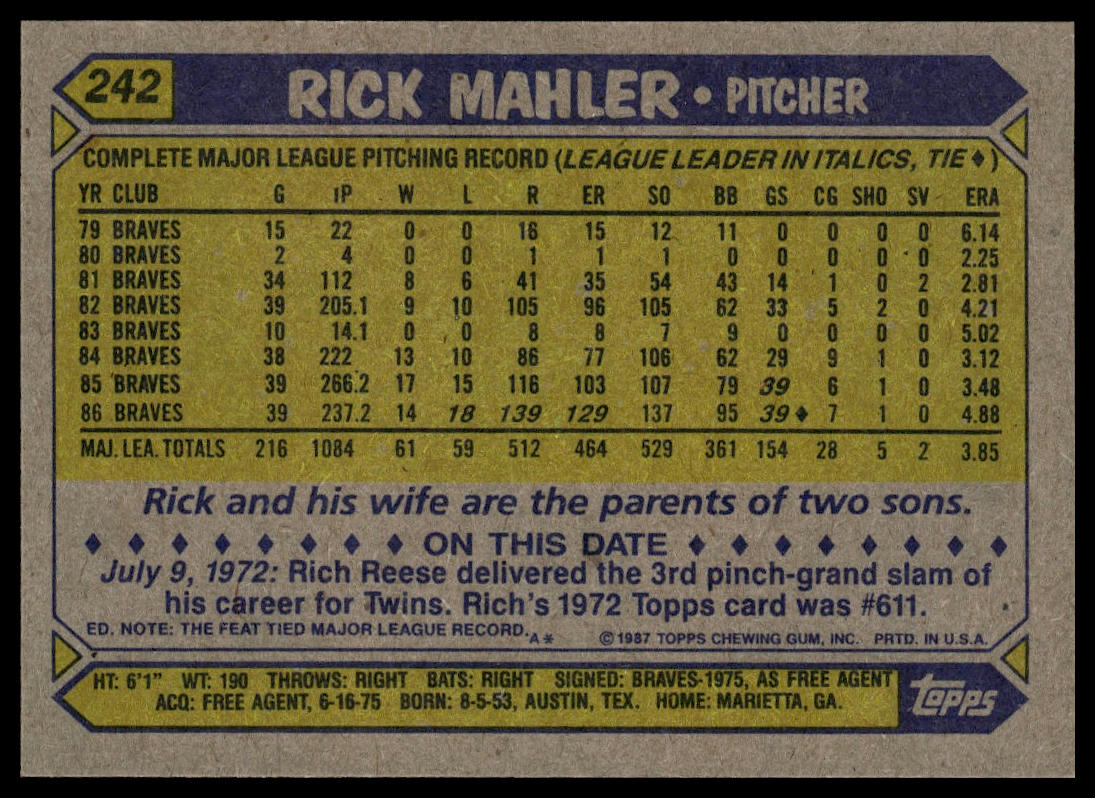 242 RICK MAHLER • PITCHER
COMPLETE MAJOR LEAGUE PITCHING RECORD (LEAGUE LEADER IN ITALICS, TIE ♦)
YR CLUB G IP W L R ER SO BB GS CG SHO SV ERA
79 BRAVES 15 22 0 0 16 15 12 11 0 0 0 0 6.14
80 BRAVES 2 4 0 0 1 1 1 0 0 0 0 0 2.25
81 BRAVES 34 112 8 6 41 35 54 43 14 1 0 2 2.81
82 BRAVES 39 205.1 9 10 105 96 105 62 33 5 2 0 4.21
83 BRAVES 10 14.1 0 0 8 8 7 9 0 0 0 0 5.02
84 BRAVES 38 222 13 10 86 77 106 62 29 9 1 0 3.12
85 BRAVES 39 266.2 17 15 116 103 107 79 39 6 1 0 3.48
86 BRAVES 39 237.2 14 18 139 129 137 95 39♦ 7 1 0 4.88
MAJ. LEA. TOTALS 216 1084 61 59 512 464 529 361 154 28 5 2 3.85
Rick and his wife are the parents of two sons.
♦ ♦ ♦ ♦ ♦ ♦ ♦ ♦ ON THIS DATE ♦ ♦ ♦ ♦ ♦ ♦ ♦ ♦
July 9, 1972: Rich Reese delivered the 3rd pinch-grand slam of
his career for Twins. Rich's 1972 Topps card was #611.
ED. NOTE: THE FEAT TIED MAJOR LEAGUE RECORD. A* ©1987 TOPPS CHEWING GUM, INC. PRTD. IN U.S.A.
HT: 6'1" WT: 190 THROWS: RIGHT BATS: RIGHT SIGNED: BRAVES-1975, AS FREE AGENT
ACQ: FREE AGENT, 6-16-75 BORN: 8-5-53, AUSTIN, TEX. HOME: MARIETTA, GA.
Topps